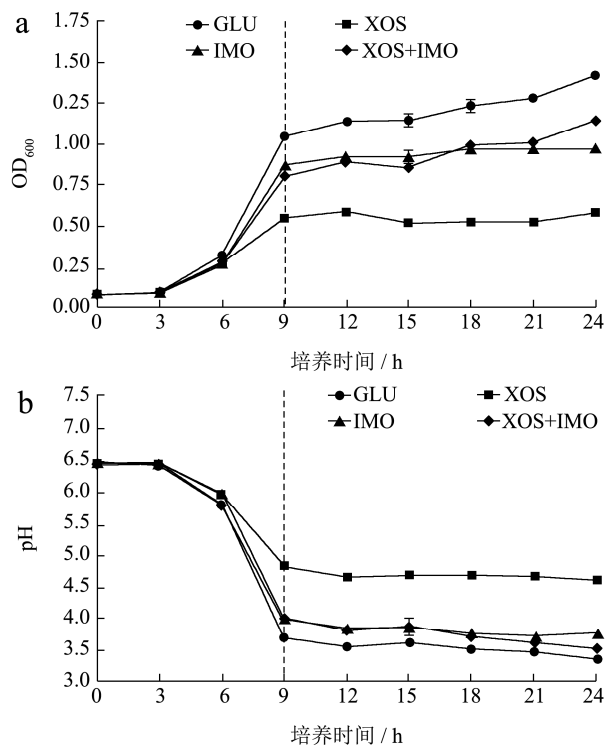 a
GLU XOS
IMO XOS+IMO
1.75
1.50
0.25
1.00
0.75
0.50
0.25
0.00
OD600
0 3 6 9 12 15 18 21 24
培养时间 / h
b
GLU XOS
IMO XOS+IMO
7.5
7.0
6.5
6.0
5.5
5.0
4.5
4.0
3.5
3.0
pH
0 3 6 9 12 15 18 21 24
培养时间 / h